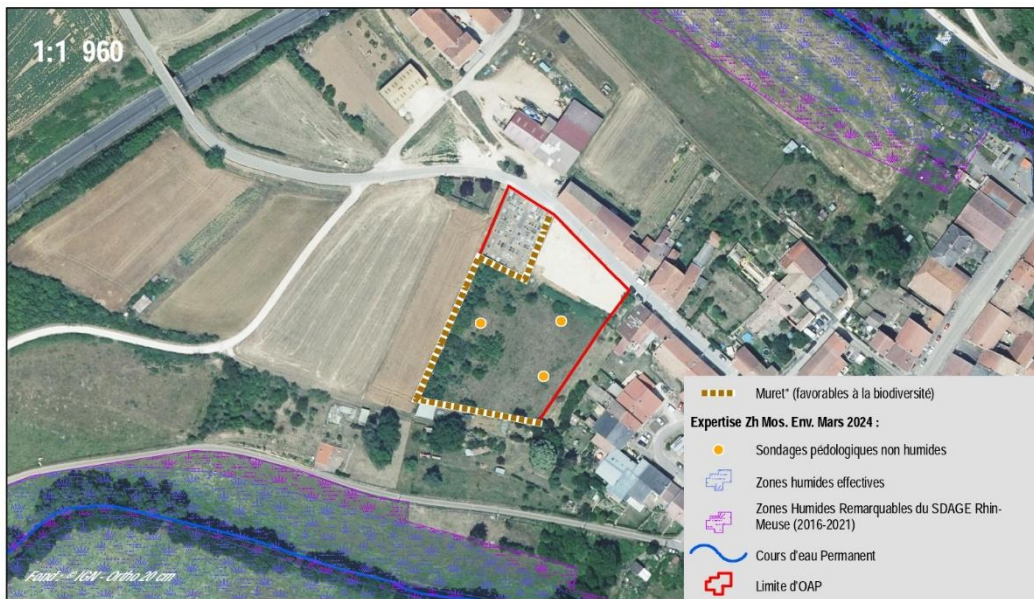 1:1 960
Muret* (favorables à la biodiversité)
Expertise Zh Mos. Env. Mars 2024 :
Sondages pédologiques non humides
Zones humides effectives
Zones Humides Remarquables du SDAGE Rhin-
Meuse (2016-2021)
Cours d'eau Permanent
Limite d'OAP
Fond : © IGN - Ortho 20 cm